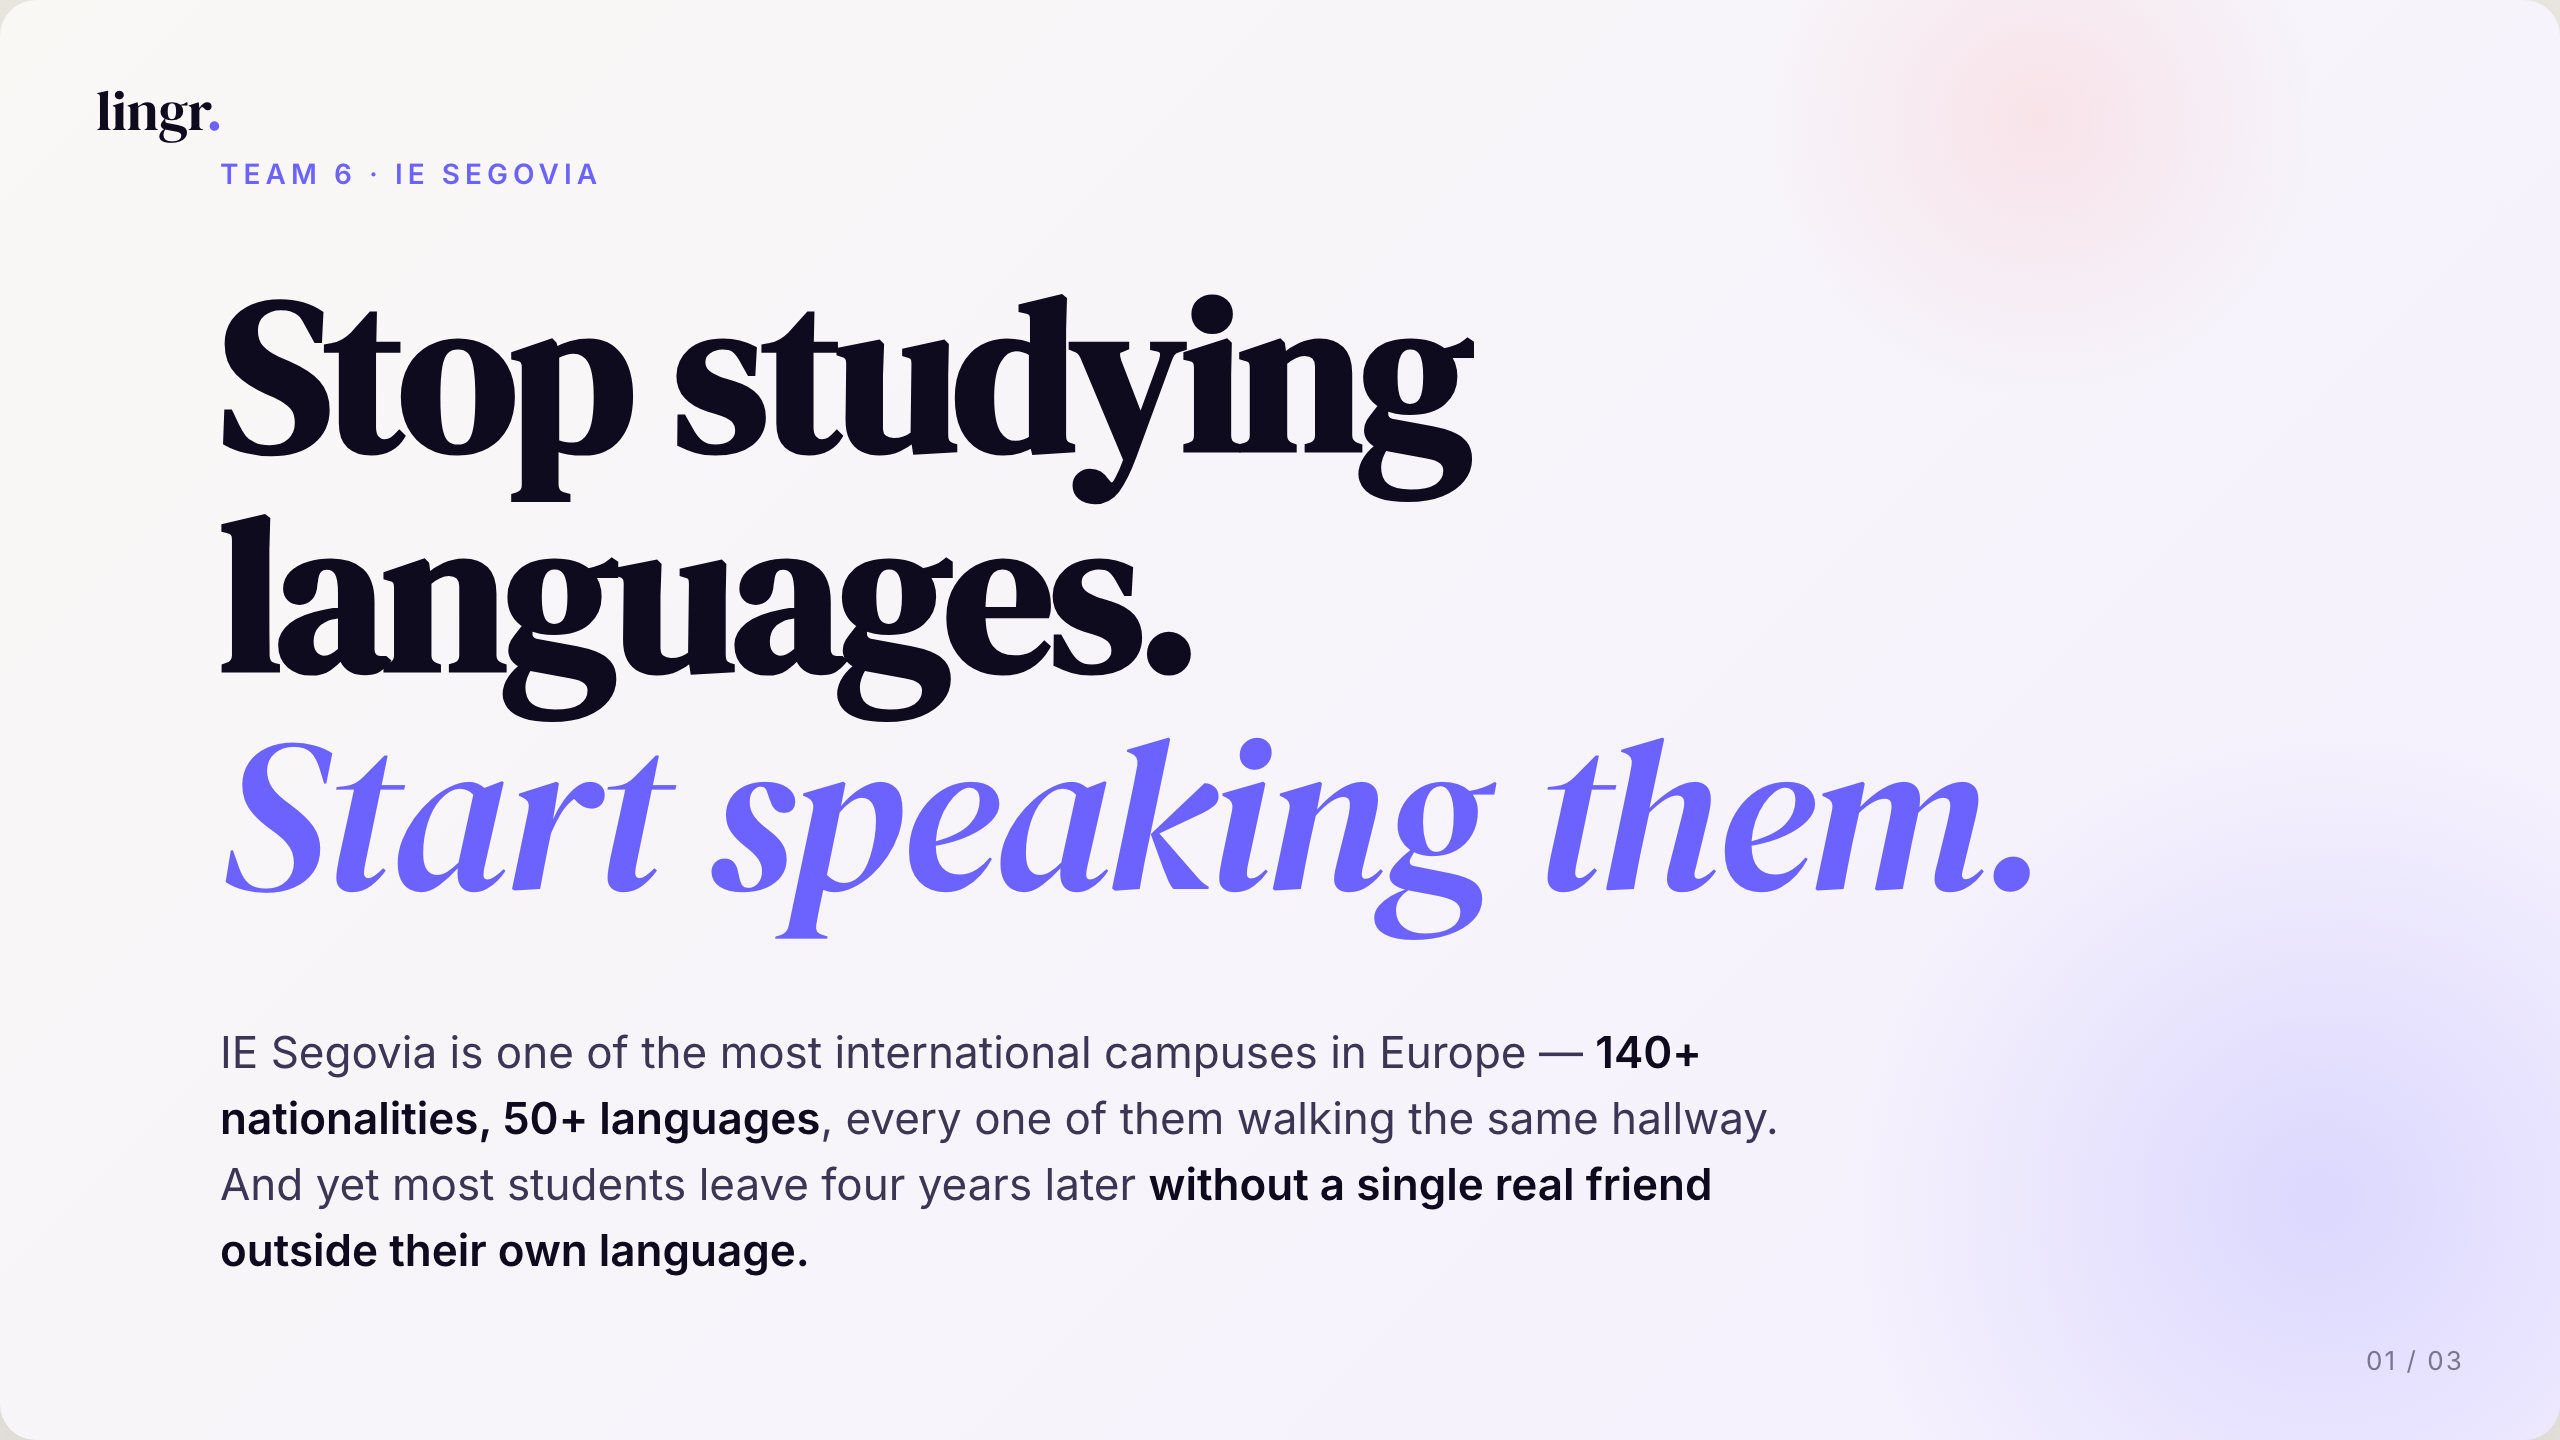 lingr.
TEAM 6 · IE SEGOVIA
Stop studying
languages.
Start speaking them.
IE Segovia is one of the most international campuses in Europe — 140+
nationalities, 50+ languages, every one of them walking the same hallway.
And yet most students leave four years later without a single real friend
outside their own language.
01 / 03